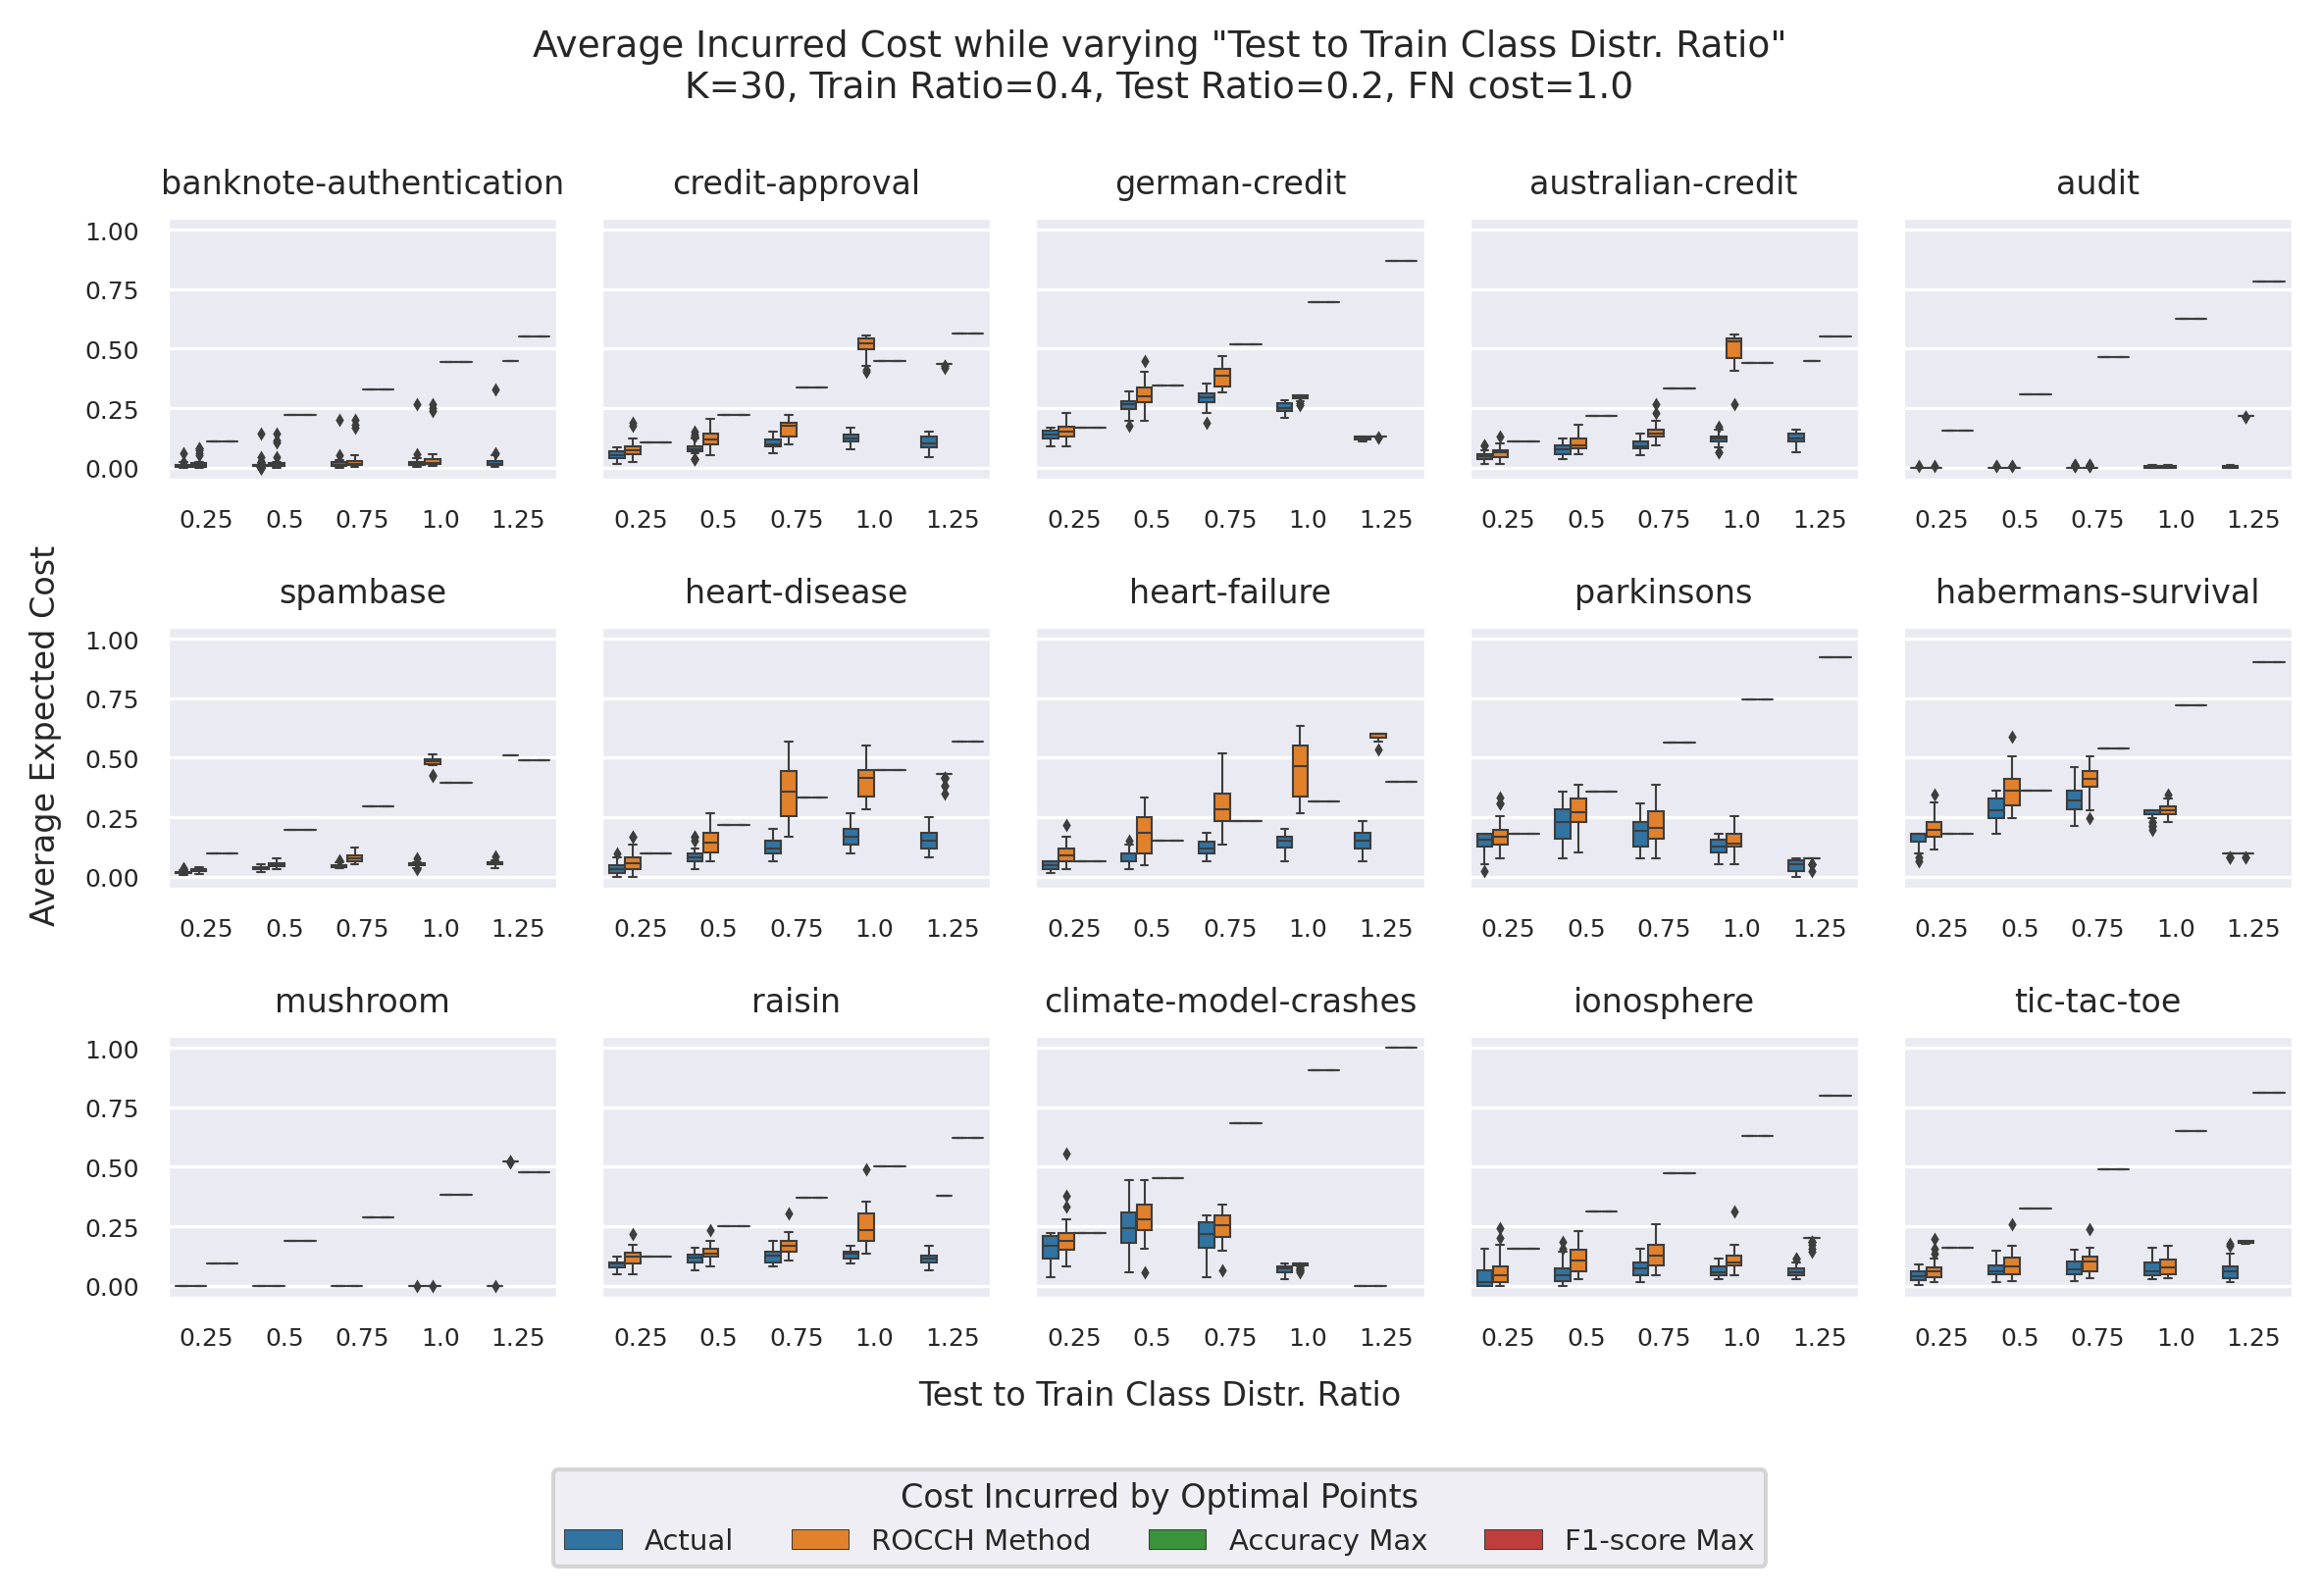 Average Incurred Cost while varying "Test to Train Class Distr. Ratio"
K=30, Train Ratio=0.4, Test Ratio=0.2, FN cost=1.0
banknote-authentication credit-approval german-credit australian-credit audit
1.00
0.75
0.50
0.25
0.00
0.25 0.5 0.75 1.0 1.25 0.25 0.5 0.75 1.0 1.25 0.25 0.5 0.75 1.0 1.25 0.25 0.5 0.75 1.0 1.25 0.25 0.5 0.75 1.0 1.25
Average Expected Cost
spambase heart-disease heart-failure parkinsons habermans-survival
1.00
0.75
0.50
0.25
0.00
0.25 0.5 0.75 1.0 1.25 0.25 0.5 0.75 1.0 1.25 0.25 0.5 0.75 1.0 1.25 0.25 0.5 0.75 1.0 1.25 0.25 0.5 0.75 1.0 1.25
mushroom raisin climate-model-crashes ionosphere tic-tac-toe
1.00
0.75
0.50
0.25
0.00
0.25 0.5 0.75 1.0 1.25 0.25 0.5 0.75 1.0 1.25 0.25 0.5 0.75 1.0 1.25 0.25 0.5 0.75 1.0 1.25 0.25 0.5 0.75 1.0 1.25
Test to Train Class Distr. Ratio
Cost Incurred by Optimal Points
Actual ROCCH Method Accuracy Max F1-score Max